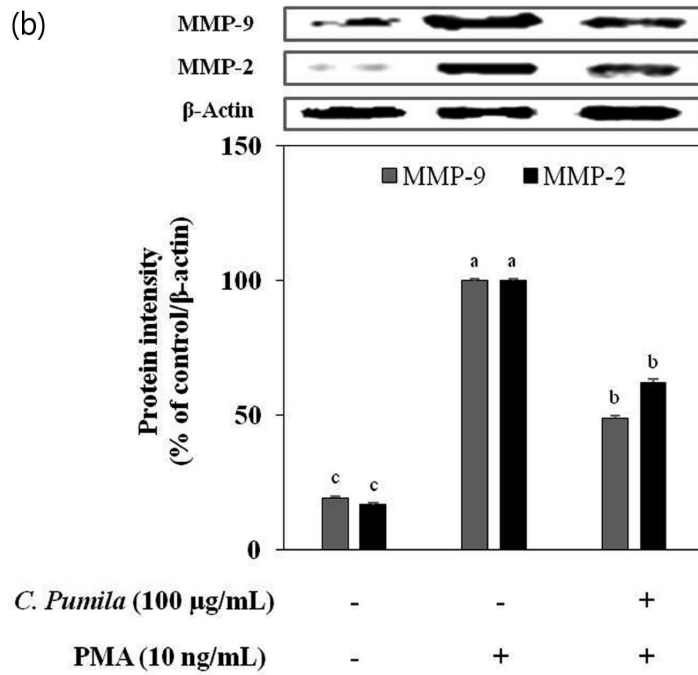 (b)
MMP-9
MMP-2
β-Actin
150
MMP-9 MMP-2
a a
100
b
b
50
c c
0
Protein intensity
(% of control/β-actin)
C. Pumila (100 μg/mL) - - +
PMA (10 ng/mL) - + +